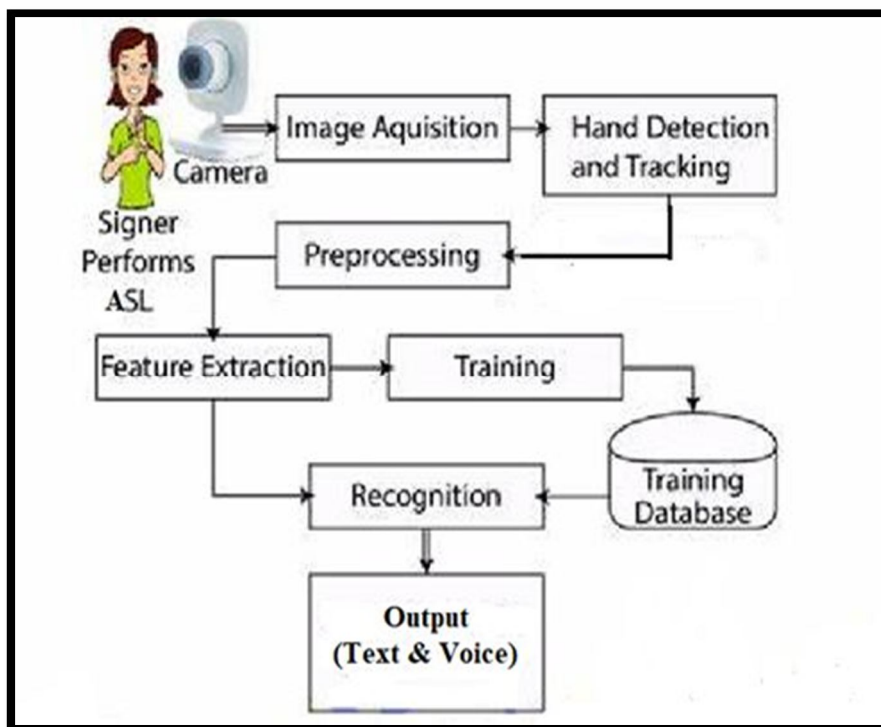 Camera
Signer
Performs
ASL
Image Aquisition
Hand Detection
and Tracking
Preprocessing
Feature Extraction
Training
Training
Database
Recognition
Output
(Text & Voice)